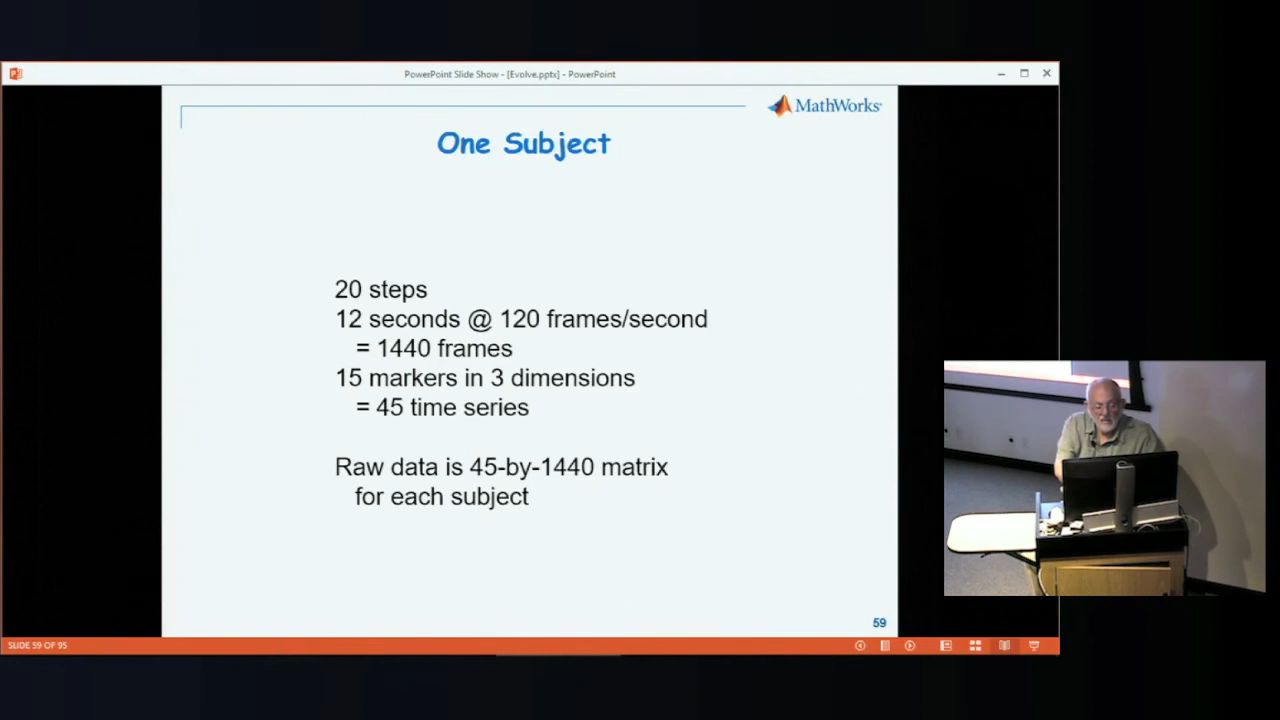 PowerPoint Slide Show - [Evolve.pptx] - PowerPoint
MathWorks
One Subject
20 steps
12 seconds @ 120 frames/second
= 1440 frames
15 markers in 3 dimensions
= 45 time series
Raw data is 45-by-1440 matrix
for each subject
59
SLIDE 59 OF 95